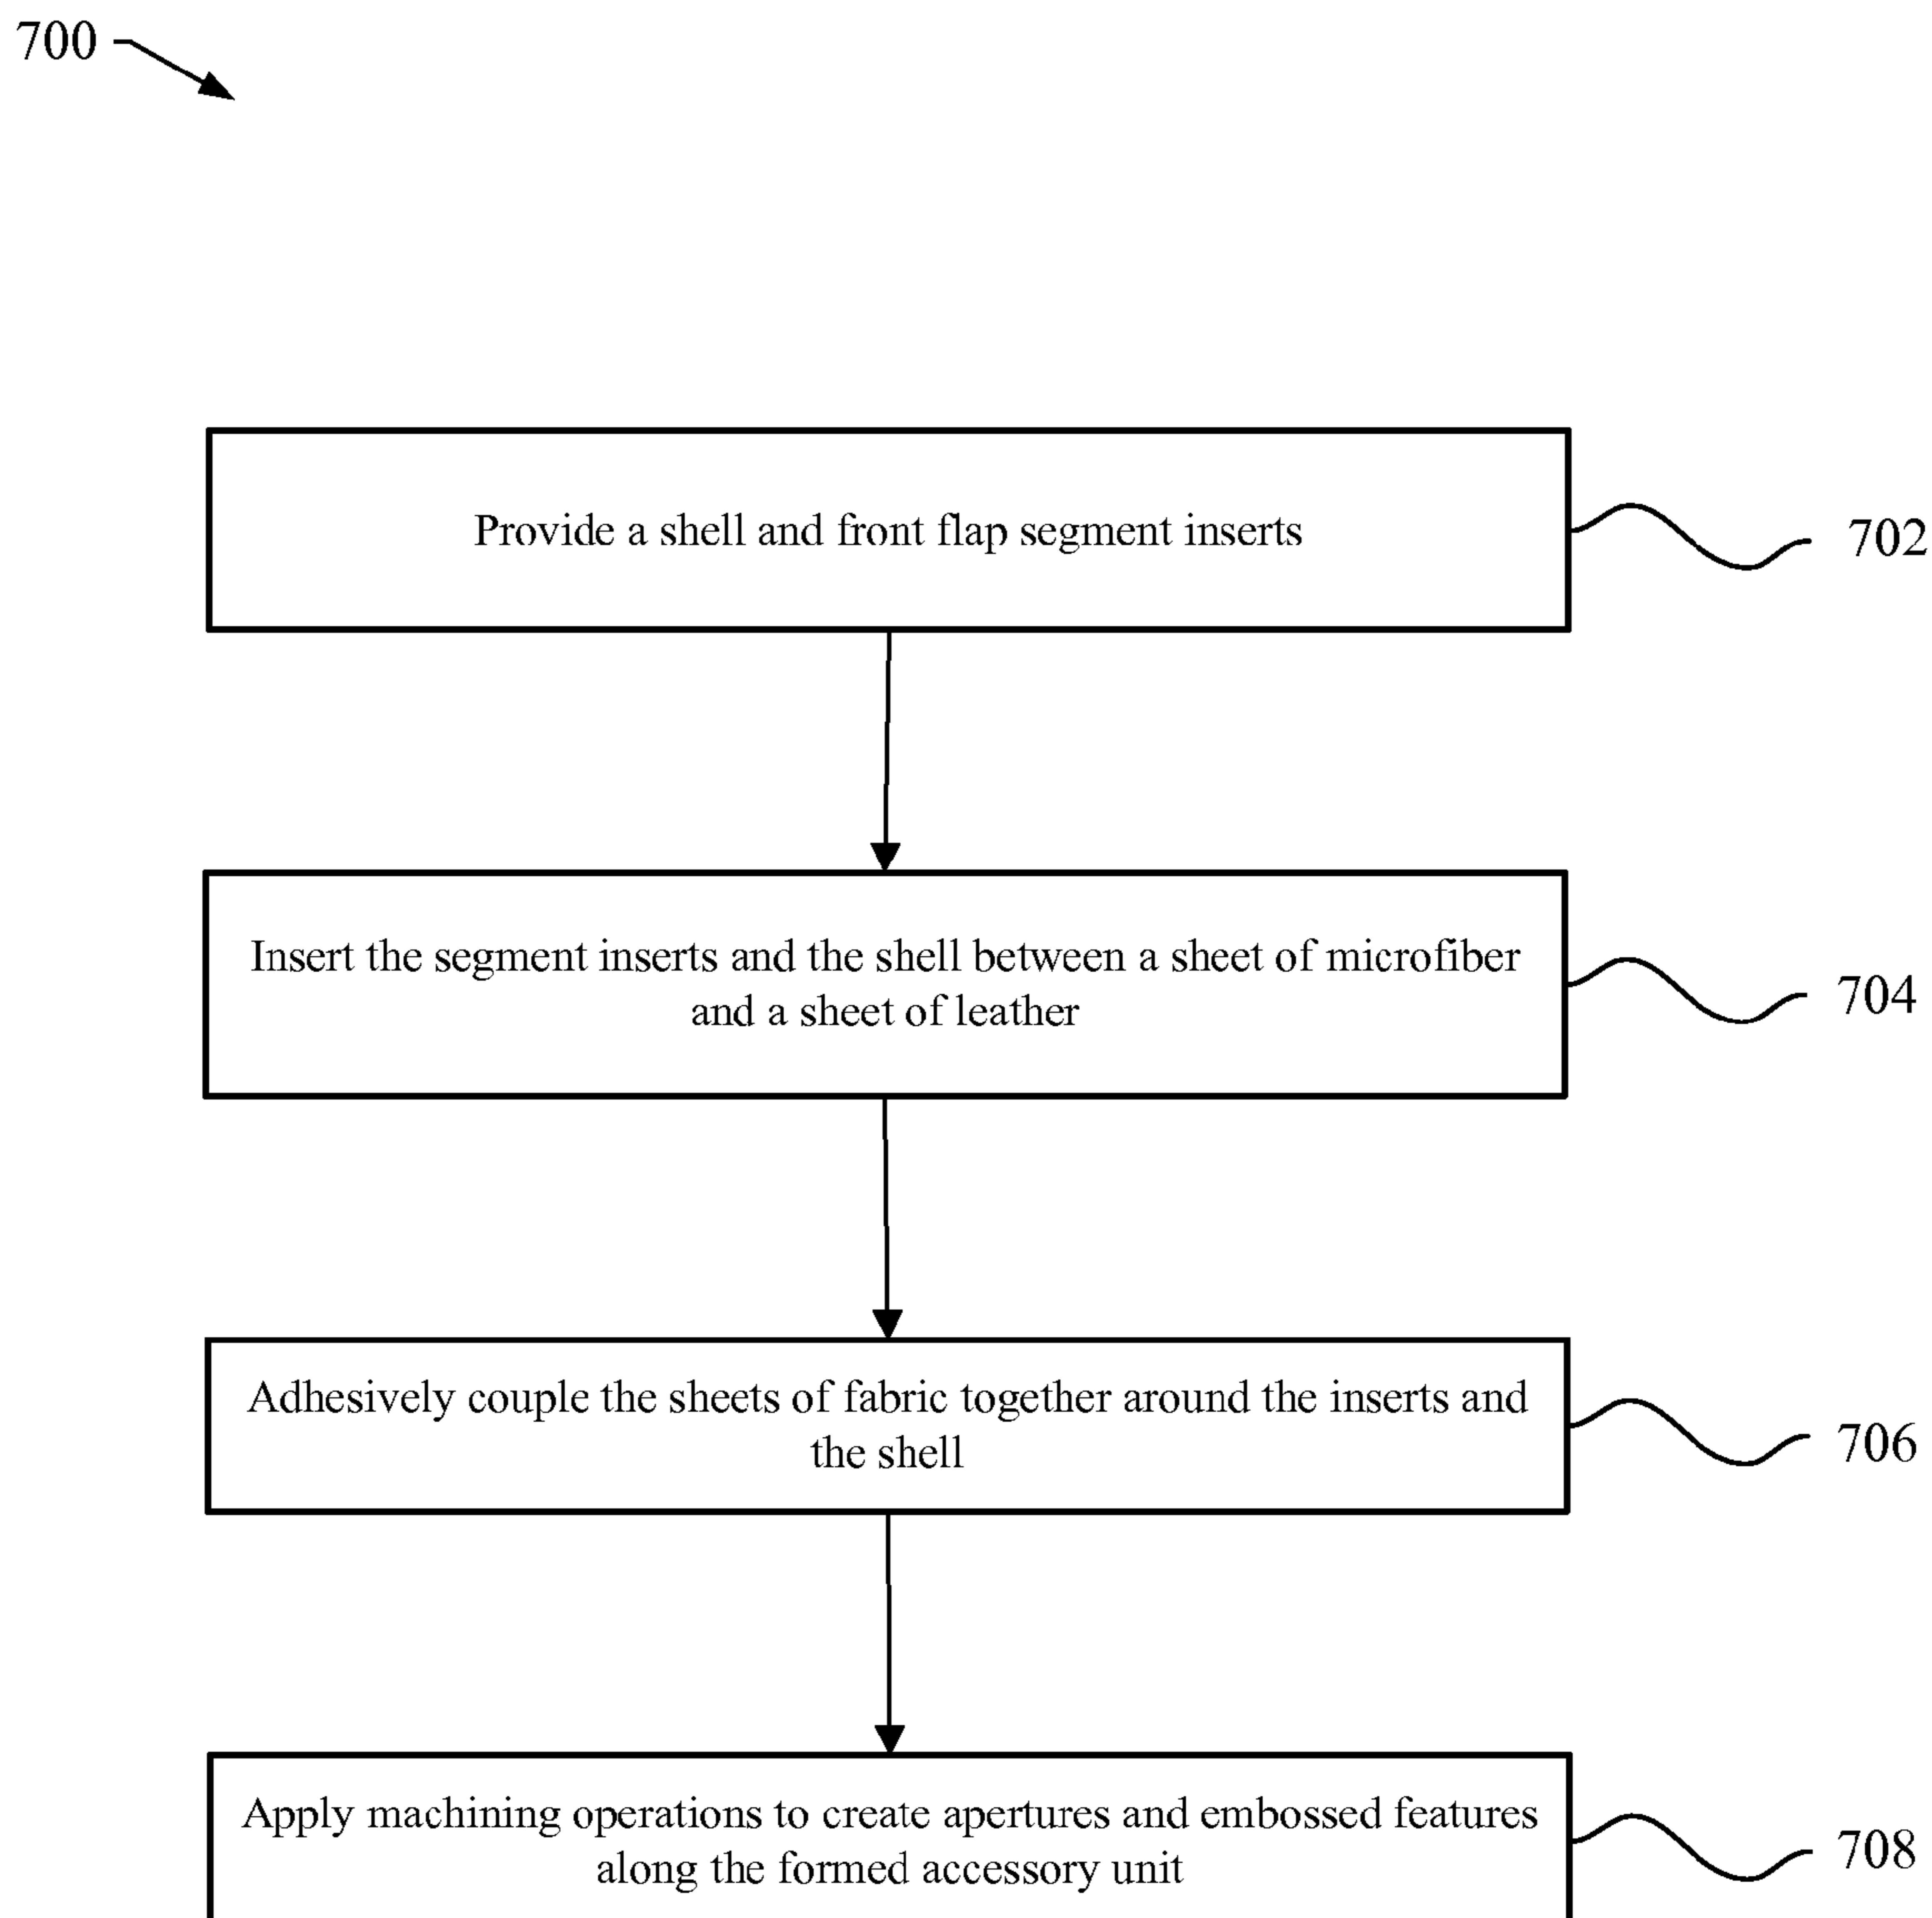 700
Provide a shell and front flap segment inserts
702
Insert the segment inserts and the shell between a sheet of microfiber
and a sheet of leather
704
Adhesively couple the sheets of fabric together around the inserts and
the shell
706
Apply machining operations to create apertures and embossed features
along the formed accessory unit
708